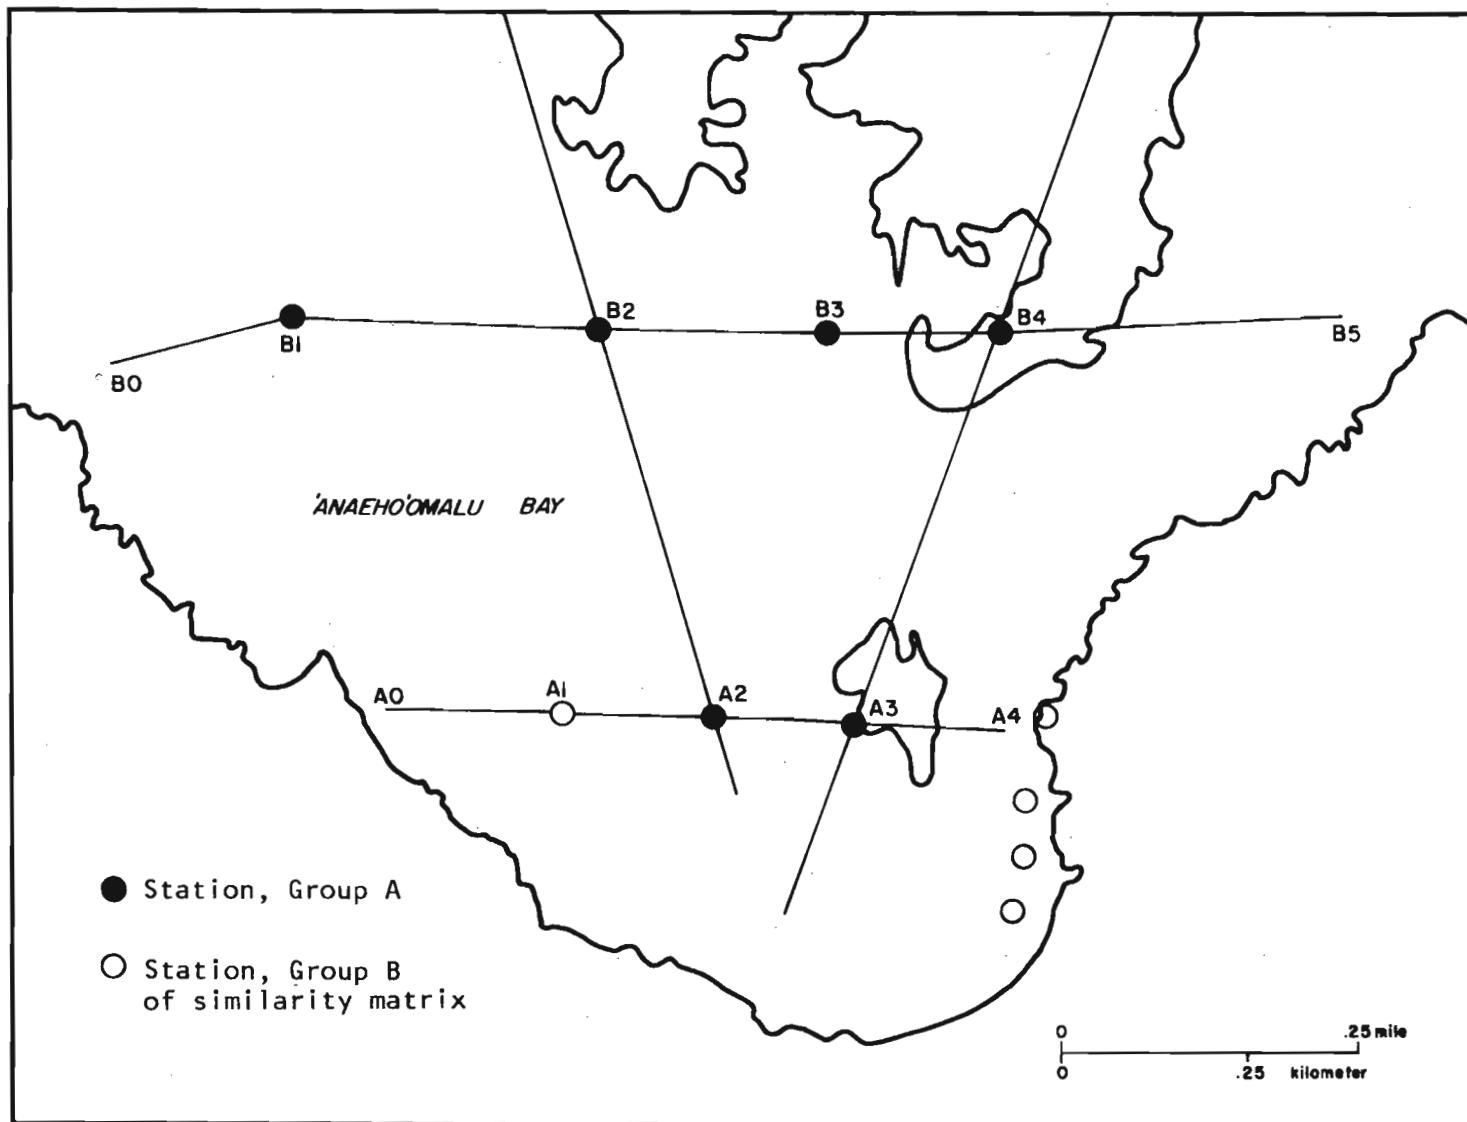 B2
B3
B4
B1
B5
B0
'ANAEHO'OMALU BAY
A0
A1
A2
A3
A4
Station, Group A
Station, Group B
of similarity matrix
0 .25 mile
0 .25 kilometer